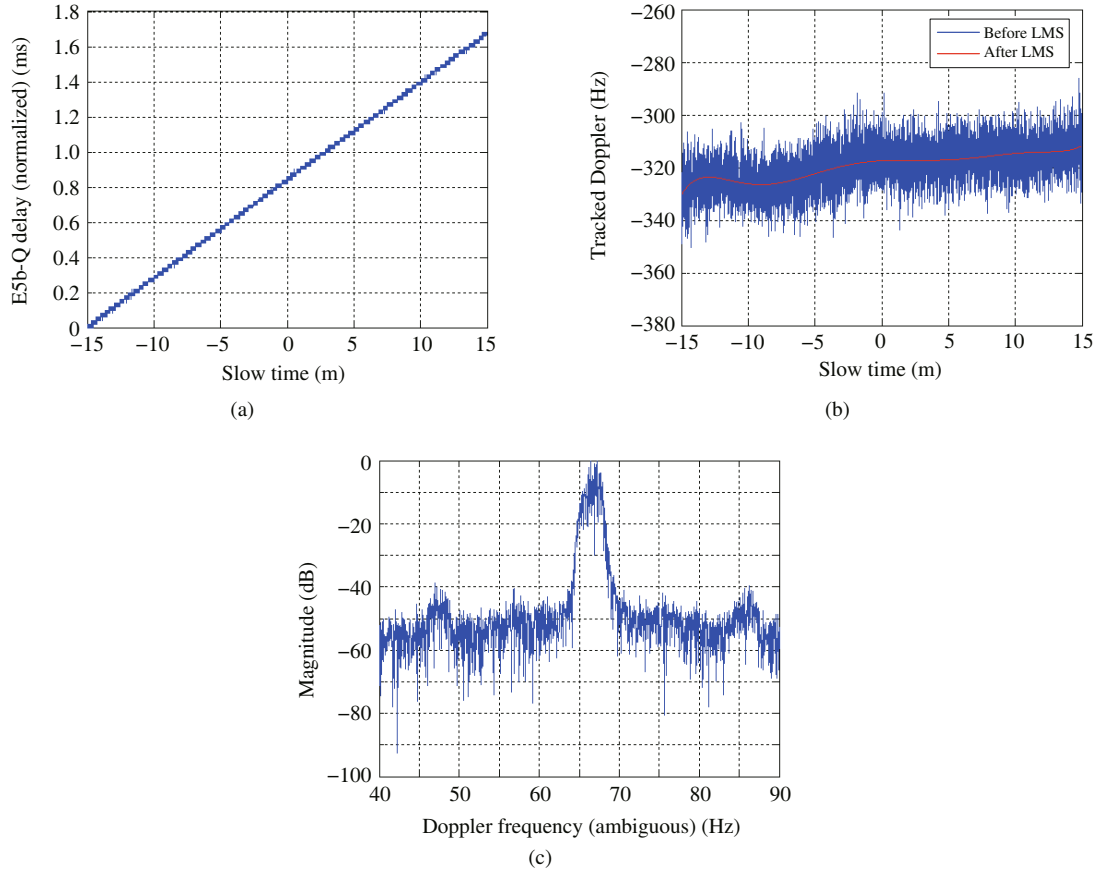 1.8
1.6
1.4
1.2
1.0
0.8
0.6
0.4
0.2
0
E5b-Q delay (normalized) (ms)
−15 −10 −5 0 5 10 15
Slow time (m)
(a)
−260
−280
−300
−320
−340
−360
−380
Tracked Doppler (Hz)
Before LMS
After LMS
−15 −10 −5 0 5 10 15
Slow time (m)
(b)
0
−20
−40
−60
−80
−100
Magnitude (dB)
40 50 60 70 80 90
Doppler frequency (ambiguous) (Hz)
(c)